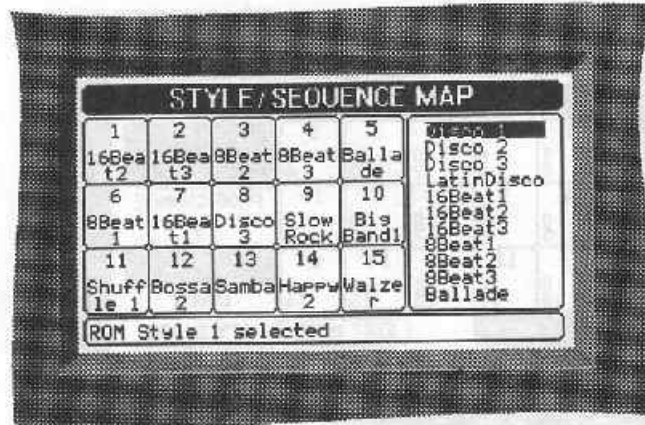 STYLE/SEQUENCE MAP
1 2 3 4 5
16Bea 16Bea 8Beat 8Beat Balla
t2 t3 2 3 de
6 7 8 9 10
8Beat 16Bea Disco Slow Big
1 t1 3 Rock Band1
11 12 13 14 15
Shuff Bossa Samba Happy Walze
le 1 2 2 r
Disco 1
Disco 2
Disco 3
LatinDisco
16Beat1
16Beat2
16Beat3
8Beat1
8Beat2
8Beat3
Ballade
ROM Style 1 selected